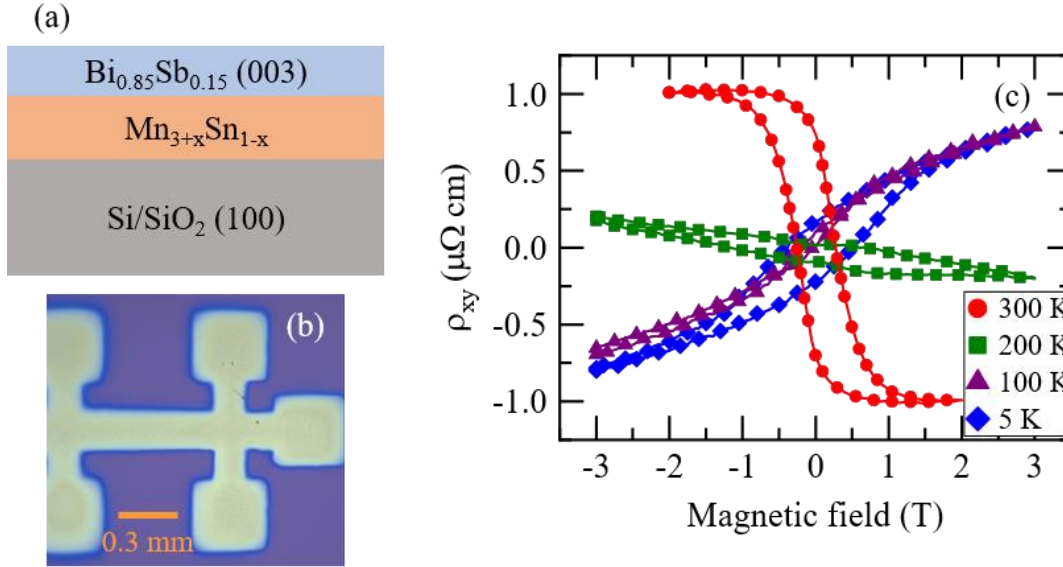 (a)
Bi₀.₈₅Sb₀.₁₅ (003)
Mn₃₊ₓSn₁₋ₓ
Si/SiO₂ (100)
(b)
0.3 mm
(c)
ρxy (μΩ cm)
1.0
0.5
0.0
-0.5
-1.0
300 K
200 K
100 K
5 K
-3 -2 -1 0 1 2 3
Magnetic field (T)